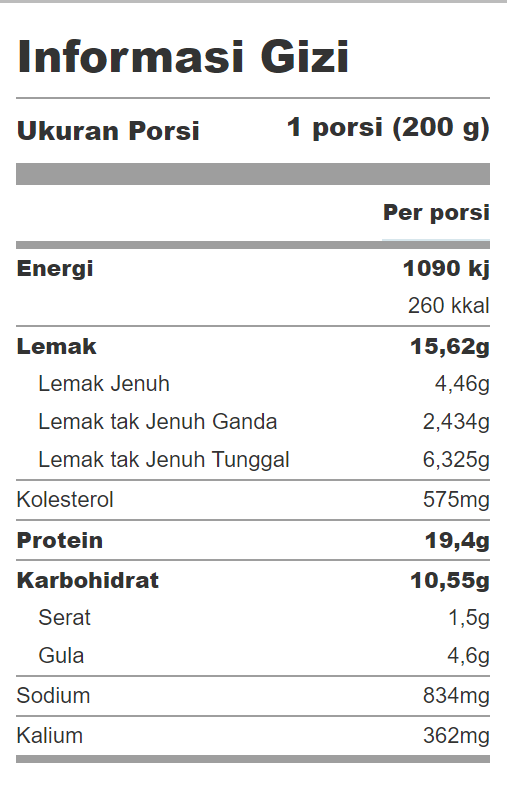 Informasi Gizi
Ukuran Porsi 1 porsi (200 g)
Per porsi
Energi 1090 kj
260 kkal
Lemak 15,62g
Lemak Jenuh 4,46g
Lemak tak Jenuh Ganda 2,434g
Lemak tak Jenuh Tunggal 6,325g
Kolesterol 575mg
Protein 19,4g
Karbohidrat 10,55g
Serat 1,5g
Gula 4,6g
Sodium 834mg
Kalium 362mg